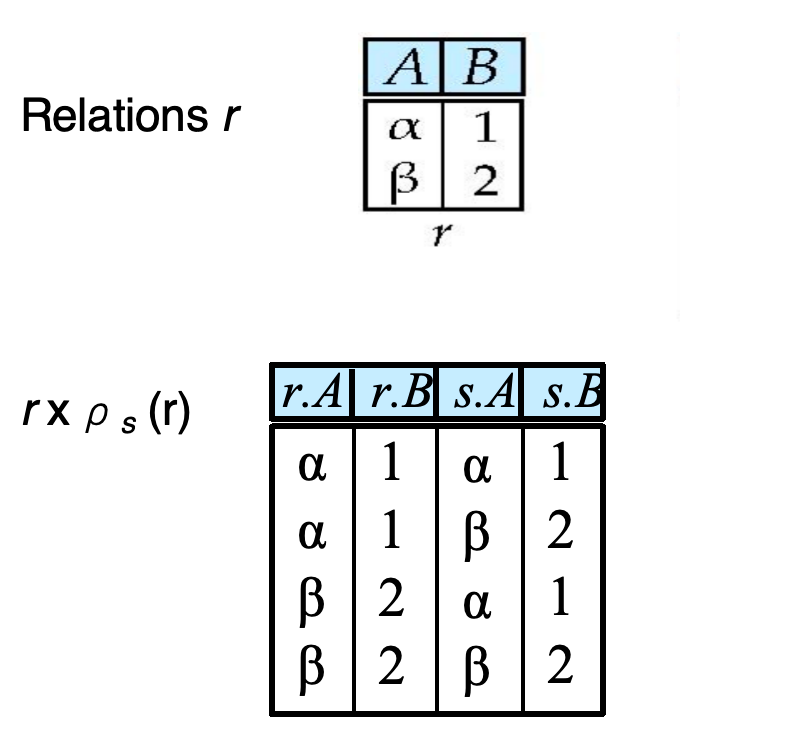 A B
Relations r
α 1
β 2
r
r x ρ s (r)
r.A r.B s.A s.B
α 1 α 1
α 1 β 2
β 2 α 1
β 2 β 2